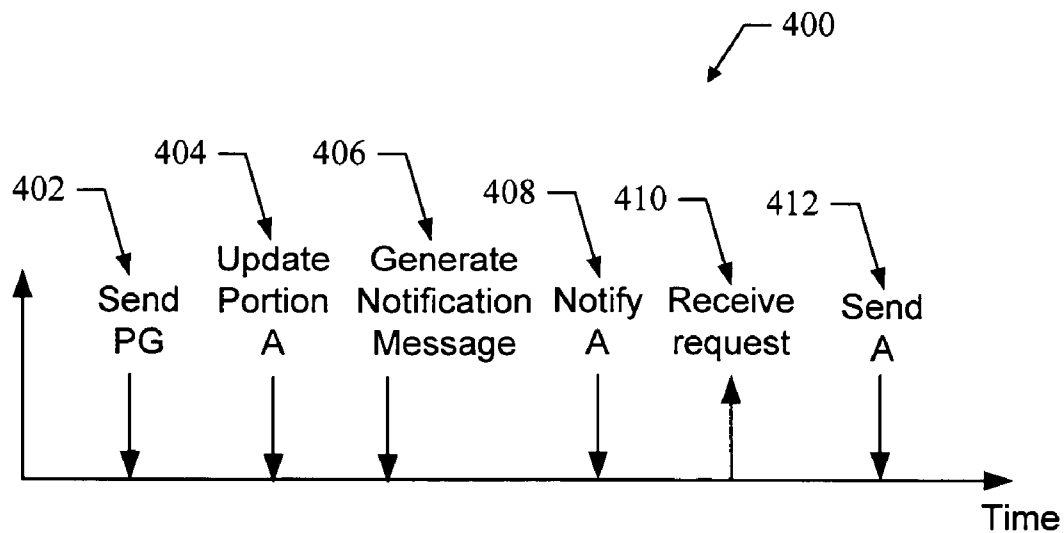 400
404
406
402
408
410
412
Update
Portion
A
Generate
Notification
Message
Send
PG
Notify
A
Receive
request
Send
A
Time